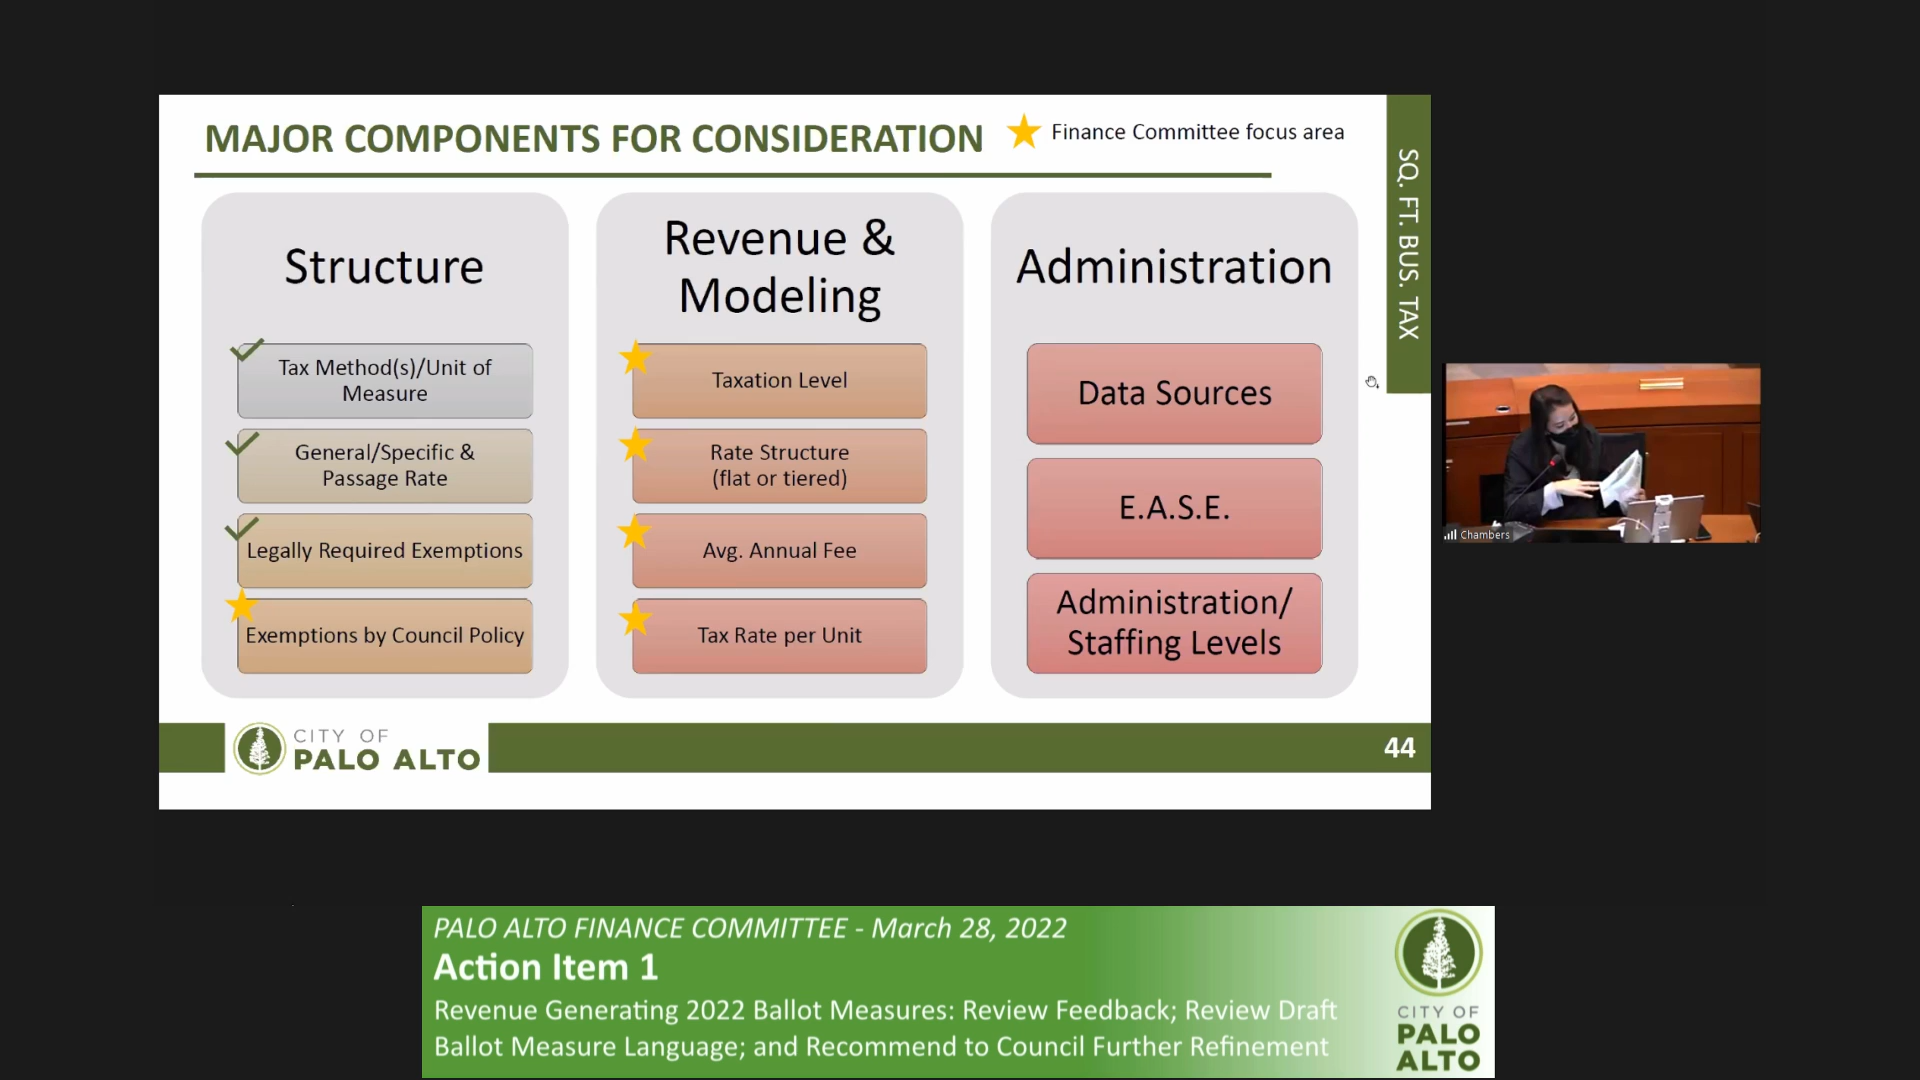 MAJOR COMPONENTS FOR CONSIDERATION
Finance Committee focus area
SQ. FT. BUS. TAX
Structure
Tax Method(s)/Unit of
Measure
General/Specific &
Passage Rate
Legally Required Exemptions
Exemptions by Council Policy
Revenue &
Modeling
Taxation Level
Rate Structure
(flat or tiered)
Avg. Annual Fee
Tax Rate per Unit
Administration
Data Sources
E.A.S.E.
Administration/
Staffing Levels
CITY OF
PALO ALTO
44
Chambers
PALO ALTO FINANCE COMMITTEE - March 28, 2022
Action Item 1
Revenue Generating 2022 Ballot Measures: Review Feedback; Review Draft
Ballot Measure Language; and Recommend to Council Further Refinement
CITY OF
PALO
ALTO